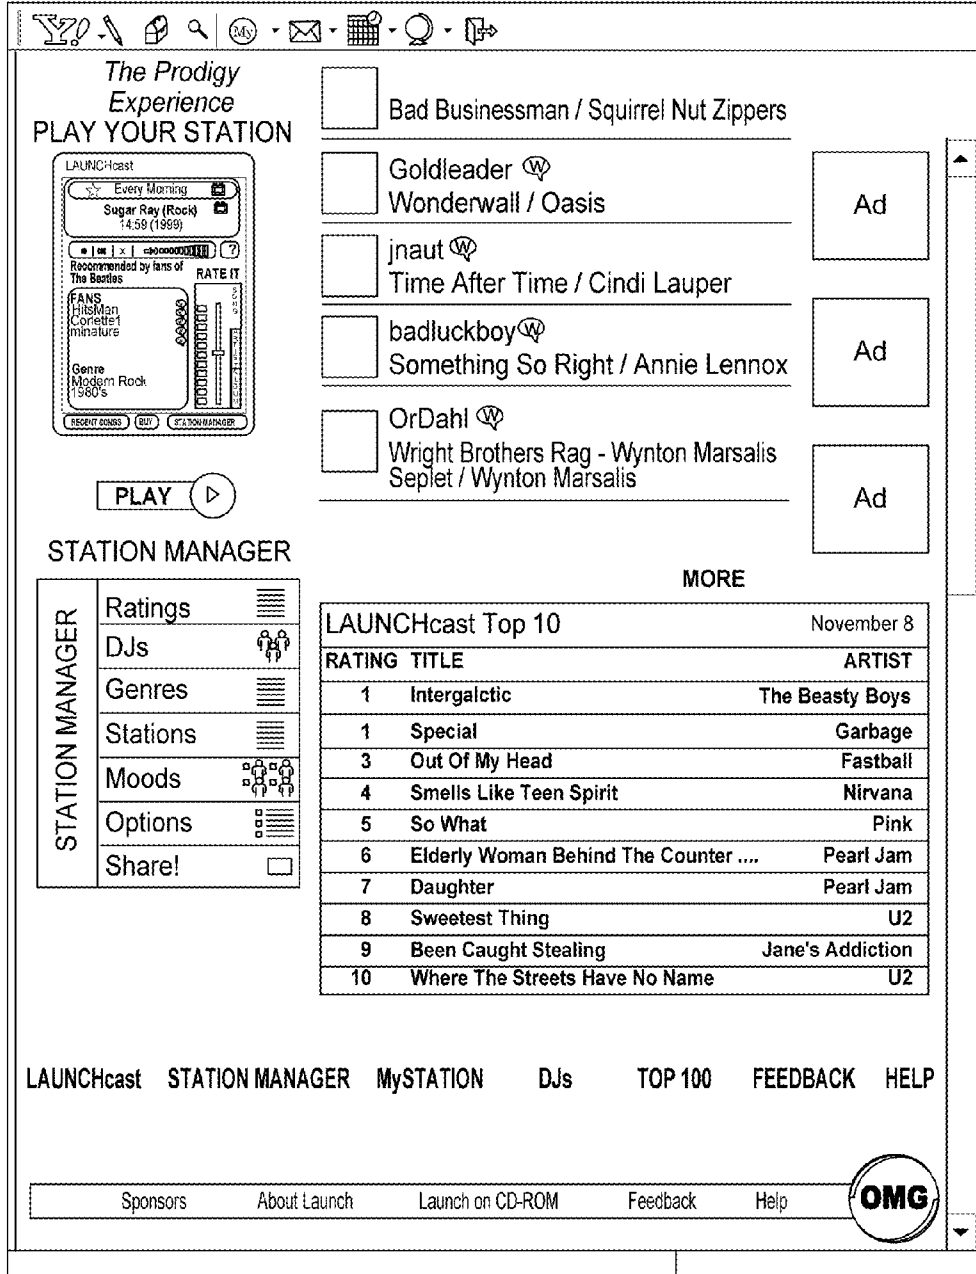 Y?! My
The Prodigy
Experience
PLAY YOUR STATION
LAUNCHcast
Every Morning
Sugar Ray (Rock)
14:59 (1999)
x ?
Recommended by fans of
The Beatles
RATE IT
FANS
HitsMan
Corlette1
minature
Genre
Modern Rock
1980's
SONG
RECENT SONGS BUY STATION MANAGER
PLAY
STATION MANAGER
STATION MANAGER
Ratings
DJs
Genres
Stations
Moods
Options
Share!
Bad Businessman / Squirrel Nut Zippers
Goldleader W
Wonderwall / Oasis
jnaut W
Time After Time / Cindi Lauper
badluckboy W
Something So Right / Annie Lennox
OrDahl W
Wright Brothers Rag - Wynton Marsalis
Seplet / Wynton Marsalis
Ad
Ad
Ad
MORE
LAUNCHcast Top 10 November 8
RATING TITLE ARTIST
1 Intergalctic The Beasty Boys
1 Special Garbage
3 Out Of My Head Fastball
4 Smells Like Teen Spirit Nirvana
5 So What Pink
6 Elderly Woman Behind The Counter .... Pearl Jam
7 Daughter Pearl Jam
8 Sweetest Thing U2
9 Been Caught Stealing Jane's Addiction
10 Where The Streets Have No Name U2
LAUNCHcast STATION MANAGER MySTATION DJs TOP 100 FEEDBACK HELP
Sponsors About Launch Launch on CD-ROM Feedback Help OMG